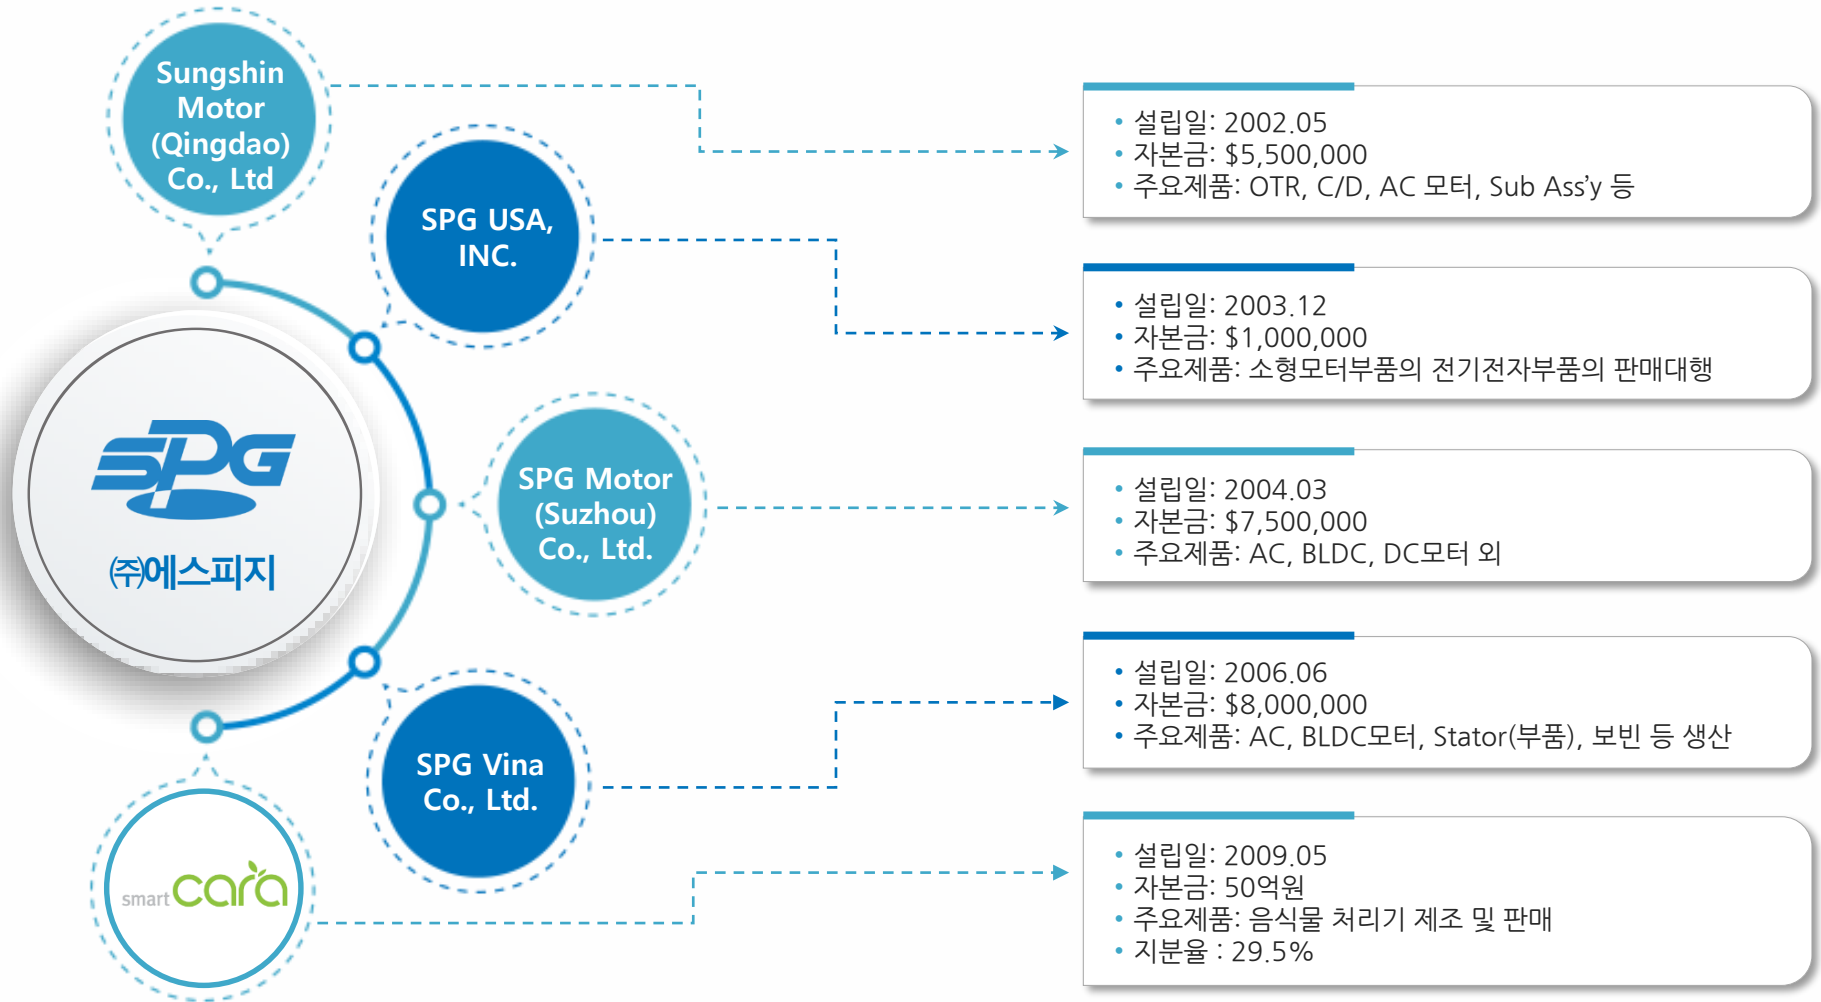 Sungshin
Motor
(Qingdao)
Co., Ltd
• 설립일: 2002.05
• 자본금: $5,500,000
• 주요제품: OTR, C/D, AC 모터, Sub Ass’y 등
SPG USA,
INC.
• 설립일: 2003.12
• 자본금: $1,000,000
• 주요제품: 소형모터부품의 전기전자부품의 판매대행
SPG
㈜에스피지
SPG Motor
(Suzhou)
Co., Ltd.
• 설립일: 2004.03
• 자본금: $7,500,000
• 주요제품: AC, BLDC, DC모터 외
SPG Vina
Co., Ltd.
• 설립일: 2006.06
• 자본금: $8,000,000
• 주요제품: AC, BLDC모터, Stator(부품), 보빈 등 생산
smart cara
• 설립일: 2009.05
• 자본금: 50억원
• 주요제품: 음식물 처리기 제조 및 판매
• 지분율 : 29.5%